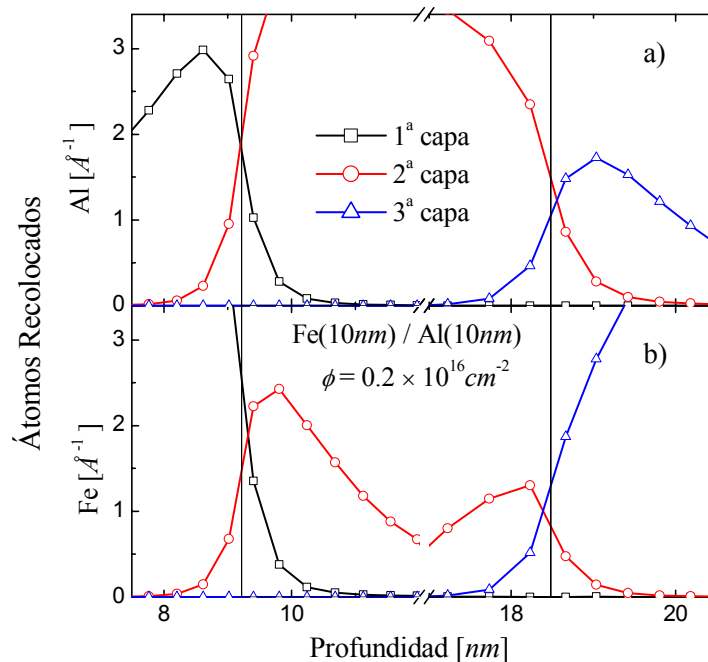 3
2
1
0
Al [Å⁻¹]
a)
1ª capa
2ª capa
3ª capa
Átomos Recolocados
3
2
1
0
Fe [Å⁻¹]
Fe(10nm) / Al(10nm)
ϕ = 0.2 × 10¹⁶cm⁻²
b)
8 10 18 20
Profundidad [nm]